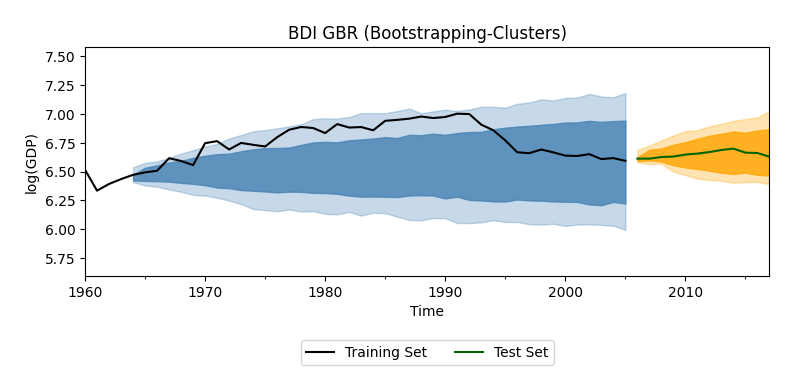 BDI GBR (Bootstrapping-Clusters)
7.50
7.25
7.00
6.75
6.50
6.25
6.00
5.75
log(GDP)
1960 1970 1980 1990 2000 2010
Time
Training Set Test Set